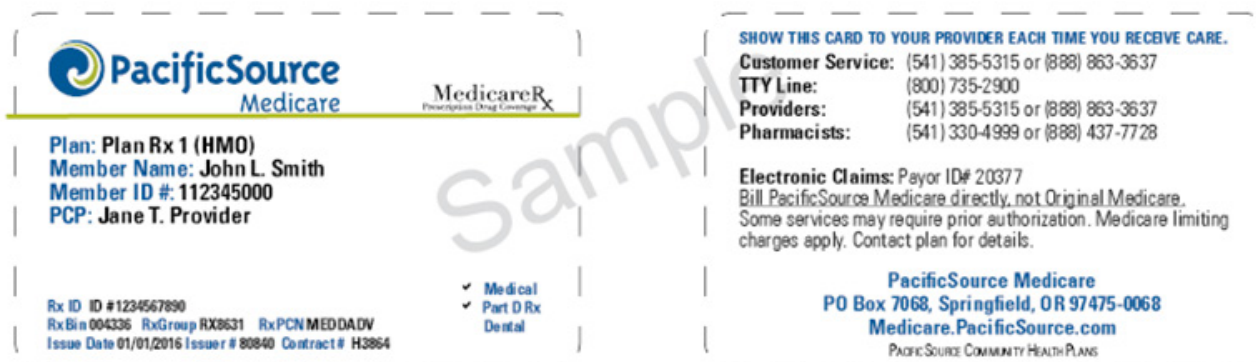 PacificSource
Medicare
MedicareRx
Prescription Drug Coverage
Plan: Plan Rx 1 (HMO)
Member Name: John L. Smith
Member ID #: 112345000
PCP: Jane T. Provider
Rx ID ID #1234567890
RxBin 004336 RxGroup RX8631 RxPCN MEDDADV
Issue Date 01/01/2016 Issuer # 80840 Contract # H3864
✓ Medical
✓ Part D Rx
Dental
Sample
SHOW THIS CARD TO YOUR PROVIDER EACH TIME YOU RECEIVE CARE.
Customer Service: (541) 385-5315 or (888) 863-3637
TTY Line: (800) 735-2900
Providers: (541) 385-5315 or (888) 863-3637
Pharmacists: (541) 330-4999 or (888) 437-7728
Electronic Claims: Payor ID# 20377
Bill PacificSource Medicare directly, not Original Medicare.
Some services may require prior authorization. Medicare limiting
charges apply. Contact plan for details.
PacificSource Medicare
PO Box 7068, Springfield, OR 97475-0068
Medicare.PacificSource.com
PACIFICSOURCE COMMUNITY HEALTH PLANS